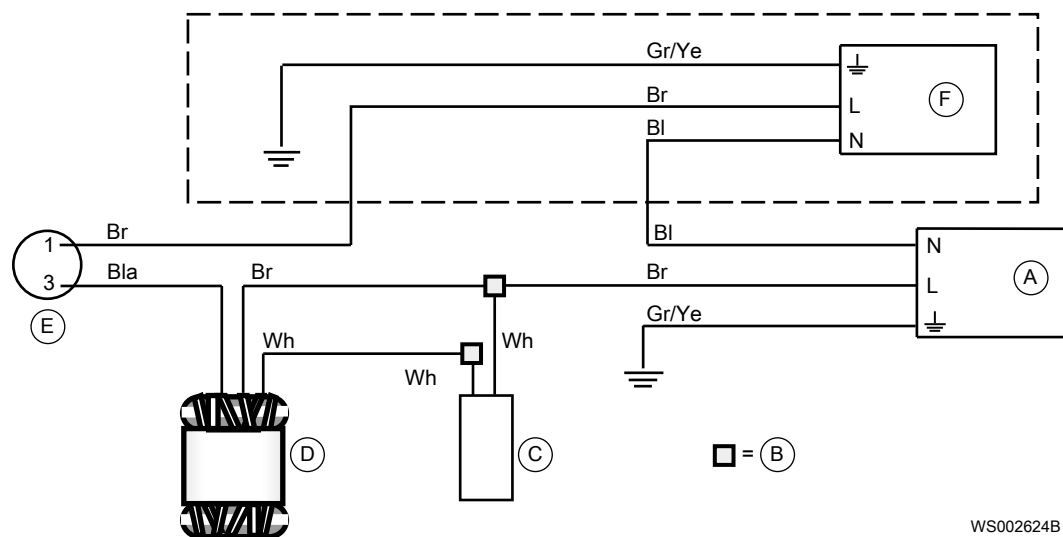 Gr/Ye
Br
L
F
Bl
N
1
Br
Bl
N
3
Bla
Br
Br
L
A
E
Gr/Ye
Wh
Wh
Wh
D
C
= B
WS002624B